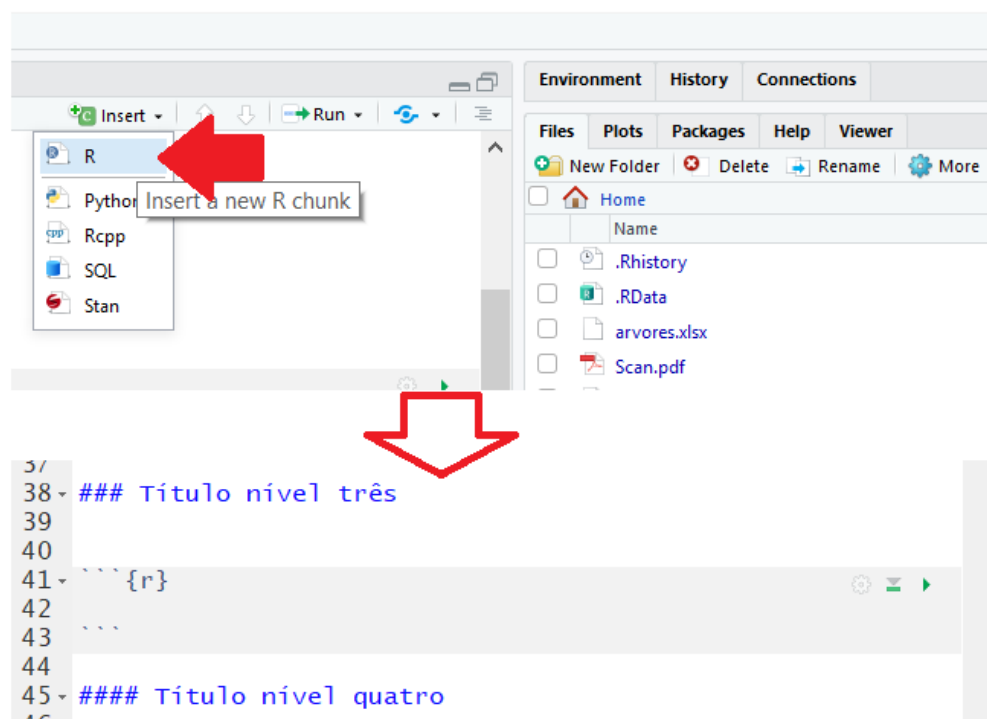 Environment History Connections
Insert Run
Files Plots Packages Help Viewer
R
New Folder Delete Rename More
Insert a new R chunk
Home
Rcpp
Name
SQL
.Rhistory
Stan
.RData
arvores.xlsx
Scan.pdf
37
38 ### Título nível três
39
40
41 ```{r}
42
43 ```
44
45 #### Título nível quatro